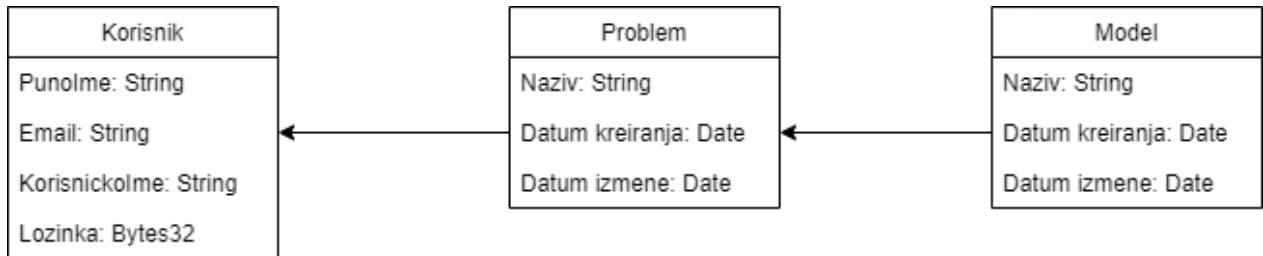 Korisnik
PunoIme: String
Email: String
KorisnickoIme: String
Lozinka: Bytes32
Problem
Naziv: String
Datum kreiranja: Date
Datum izmene: Date
Model
Naziv: String
Datum kreiranja: Date
Datum izmene: Date